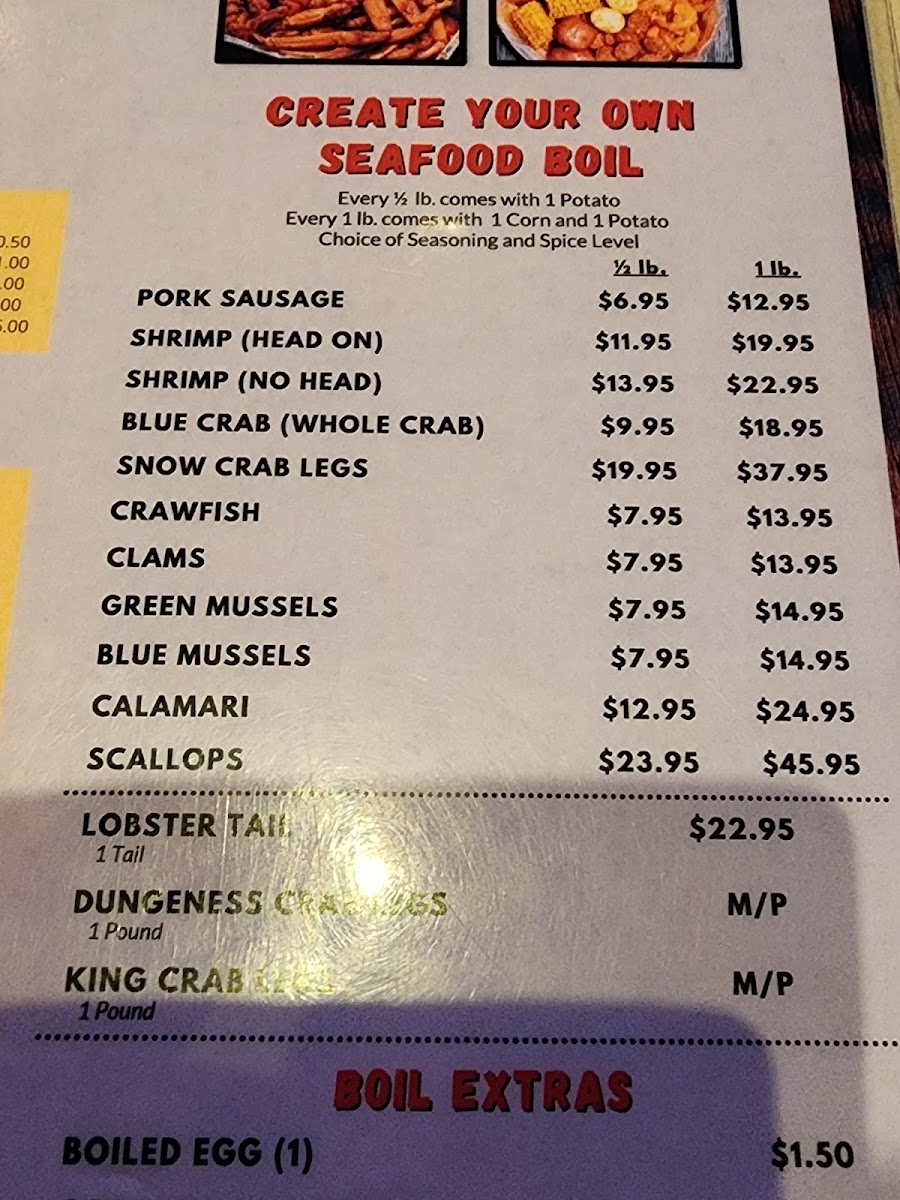 CREATE YOUR OWN
SEAFOOD BOIL
Every ½ lb. comes with 1 Potato
Every 1 lb. comes with 1 Corn and 1 Potato
Choice of Seasoning and Spice Level
½ lb. 1 lb.
PORK SAUSAGE $6.95 $12.95
SHRIMP (HEAD ON) $11.95 $19.95
SHRIMP (NO HEAD) $13.95 $22.95
BLUE CRAB (WHOLE CRAB) $9.95 $18.95
SNOW CRAB LEGS $19.95 $37.95
CRAWFISH $7.95 $13.95
CLAMS $7.95 $13.95
GREEN MUSSELS $7.95 $14.95
BLUE MUSSELS $7.95 $14.95
CALAMARI $12.95 $24.95
SCALLOPS $23.95 $45.95
LOBSTER TAIL $22.95
1 Tail
DUNGENESS CRAB LEGS M/P
1 Pound
KING CRAB LEGS M/P
1 Pound
BOIL EXTRAS
BOILED EGG (1) $1.50